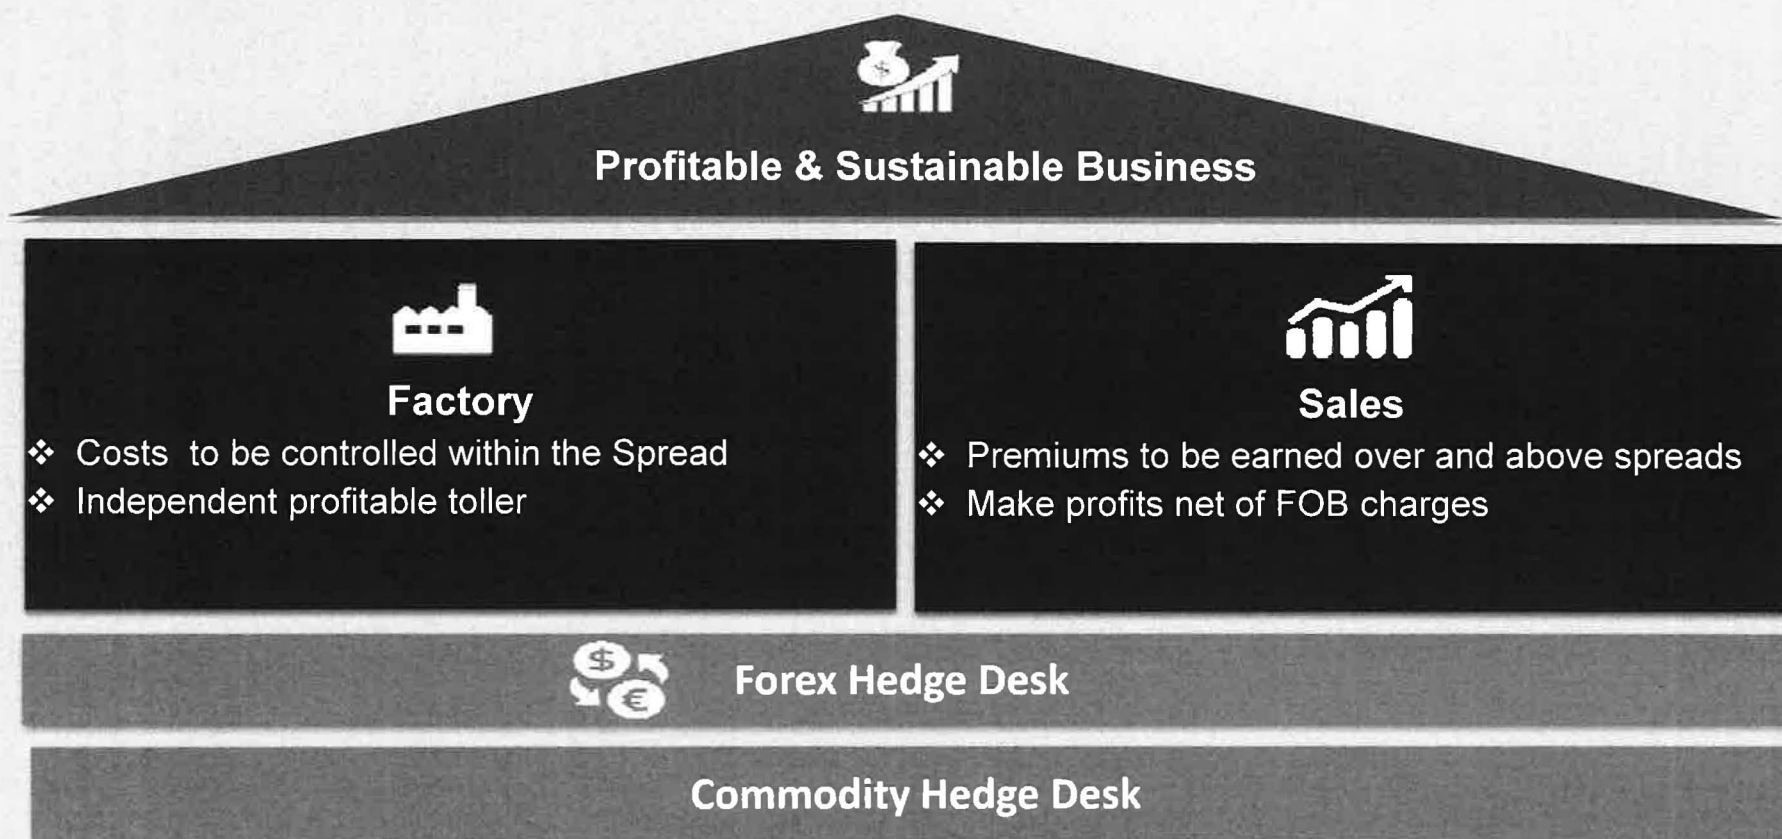 Profitable & Sustainable Business
Factory
❖ Costs to be controlled within the Spread
❖ Independent profitable toller
Sales
❖ Premiums to be earned over and above spreads
❖ Make profits net of FOB charges
$ € Forex Hedge Desk
Commodity Hedge Desk